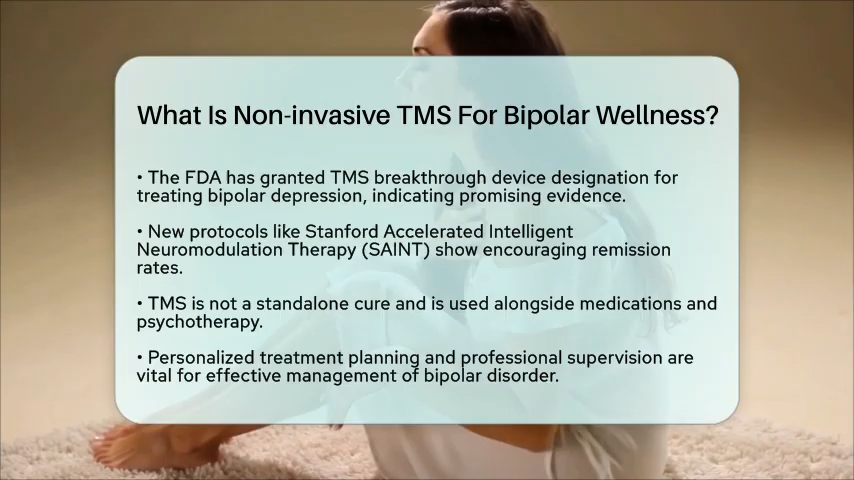 What Is Non-invasive TMS For Bipolar Wellness?
• The FDA has granted TMS breakthrough device designation for
treating bipolar depression, indicating promising evidence.
• New protocols like Stanford Accelerated Intelligent
Neuromodulation Therapy (SAINT) show encouraging remission
rates.
• TMS is not a standalone cure and is used alongside medications and
psychotherapy.
• Personalized treatment planning and professional supervision are
vital for effective management of bipolar disorder.